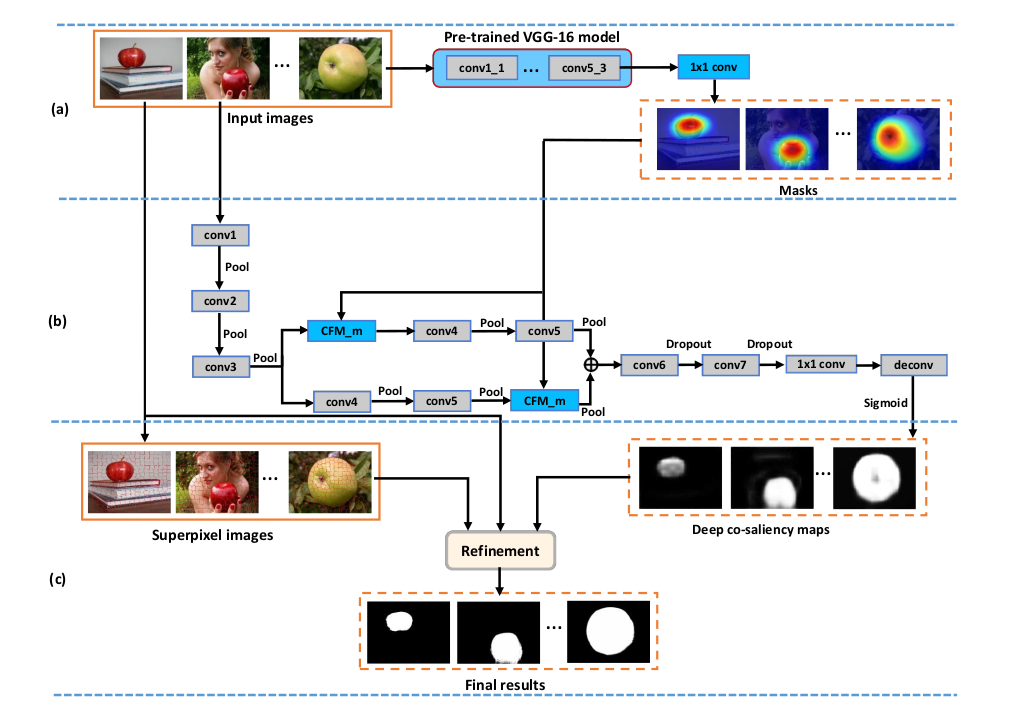 Pre-trained VGG-16 model
conv1_1 ... conv5_3
1x1 conv
...
(a)
Input images
...
Masks
conv1
Pool
conv2
(b)
Pool
CFM_m
conv4
Pool
conv5
Pool
conv3
Pool
conv4
Pool
conv5
Pool
CFM_m
Pool
conv6
Dropout
conv7
Dropout
1x1 conv
deconv
Sigmoid
...
Superpixel images
...
Deep co-saliency maps
Refinement
(c)
...
Final results